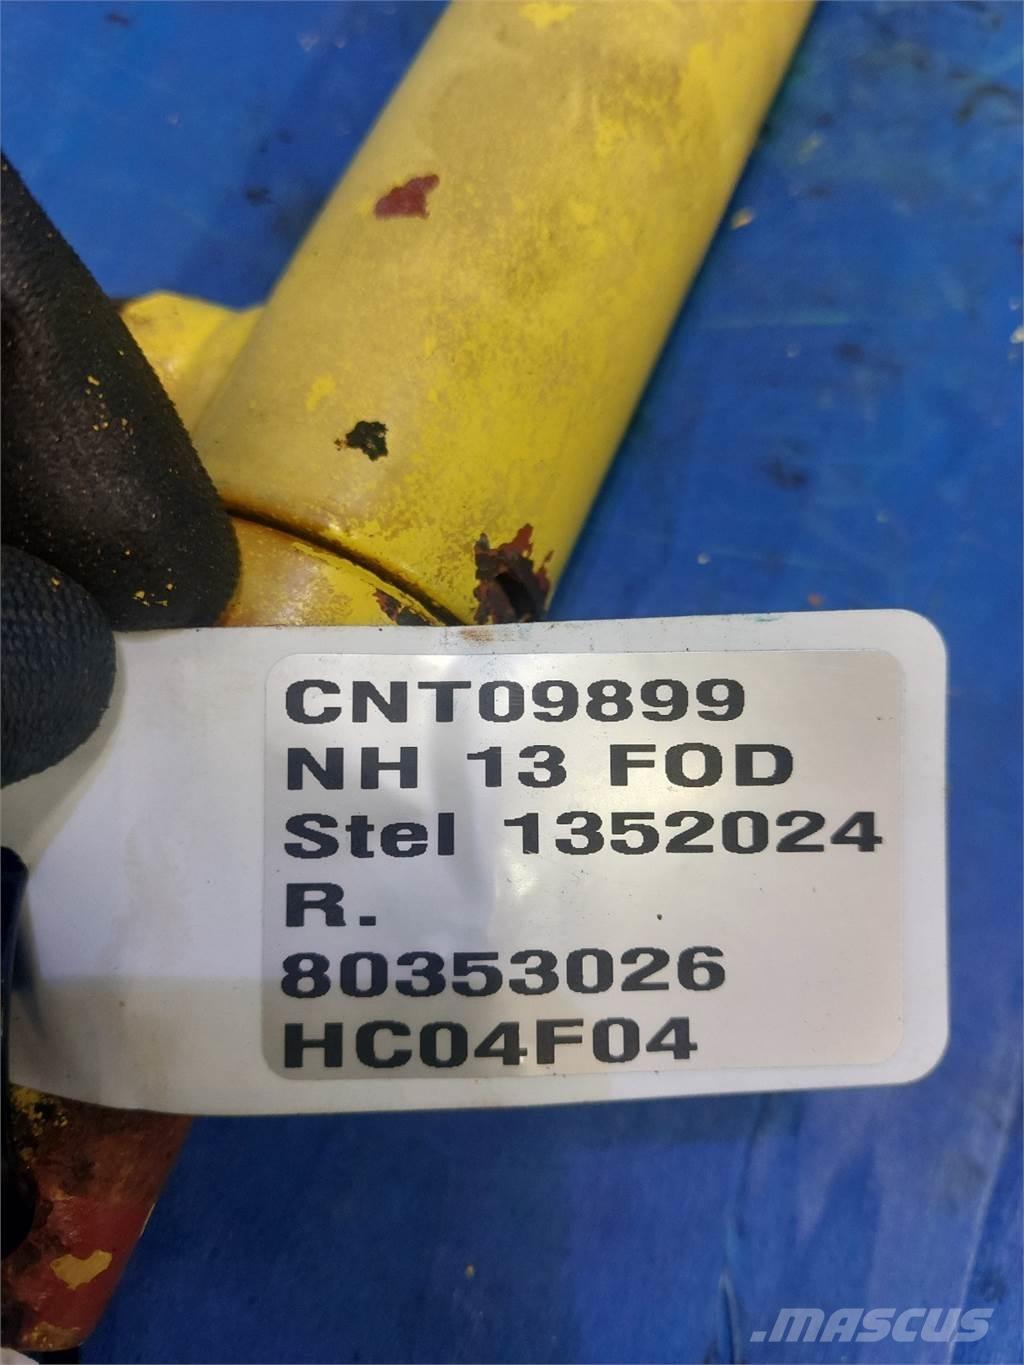 CNT09899
NH 13 FOD
Stel 1352024
R.
80353026
HC04F04
.MASCUS